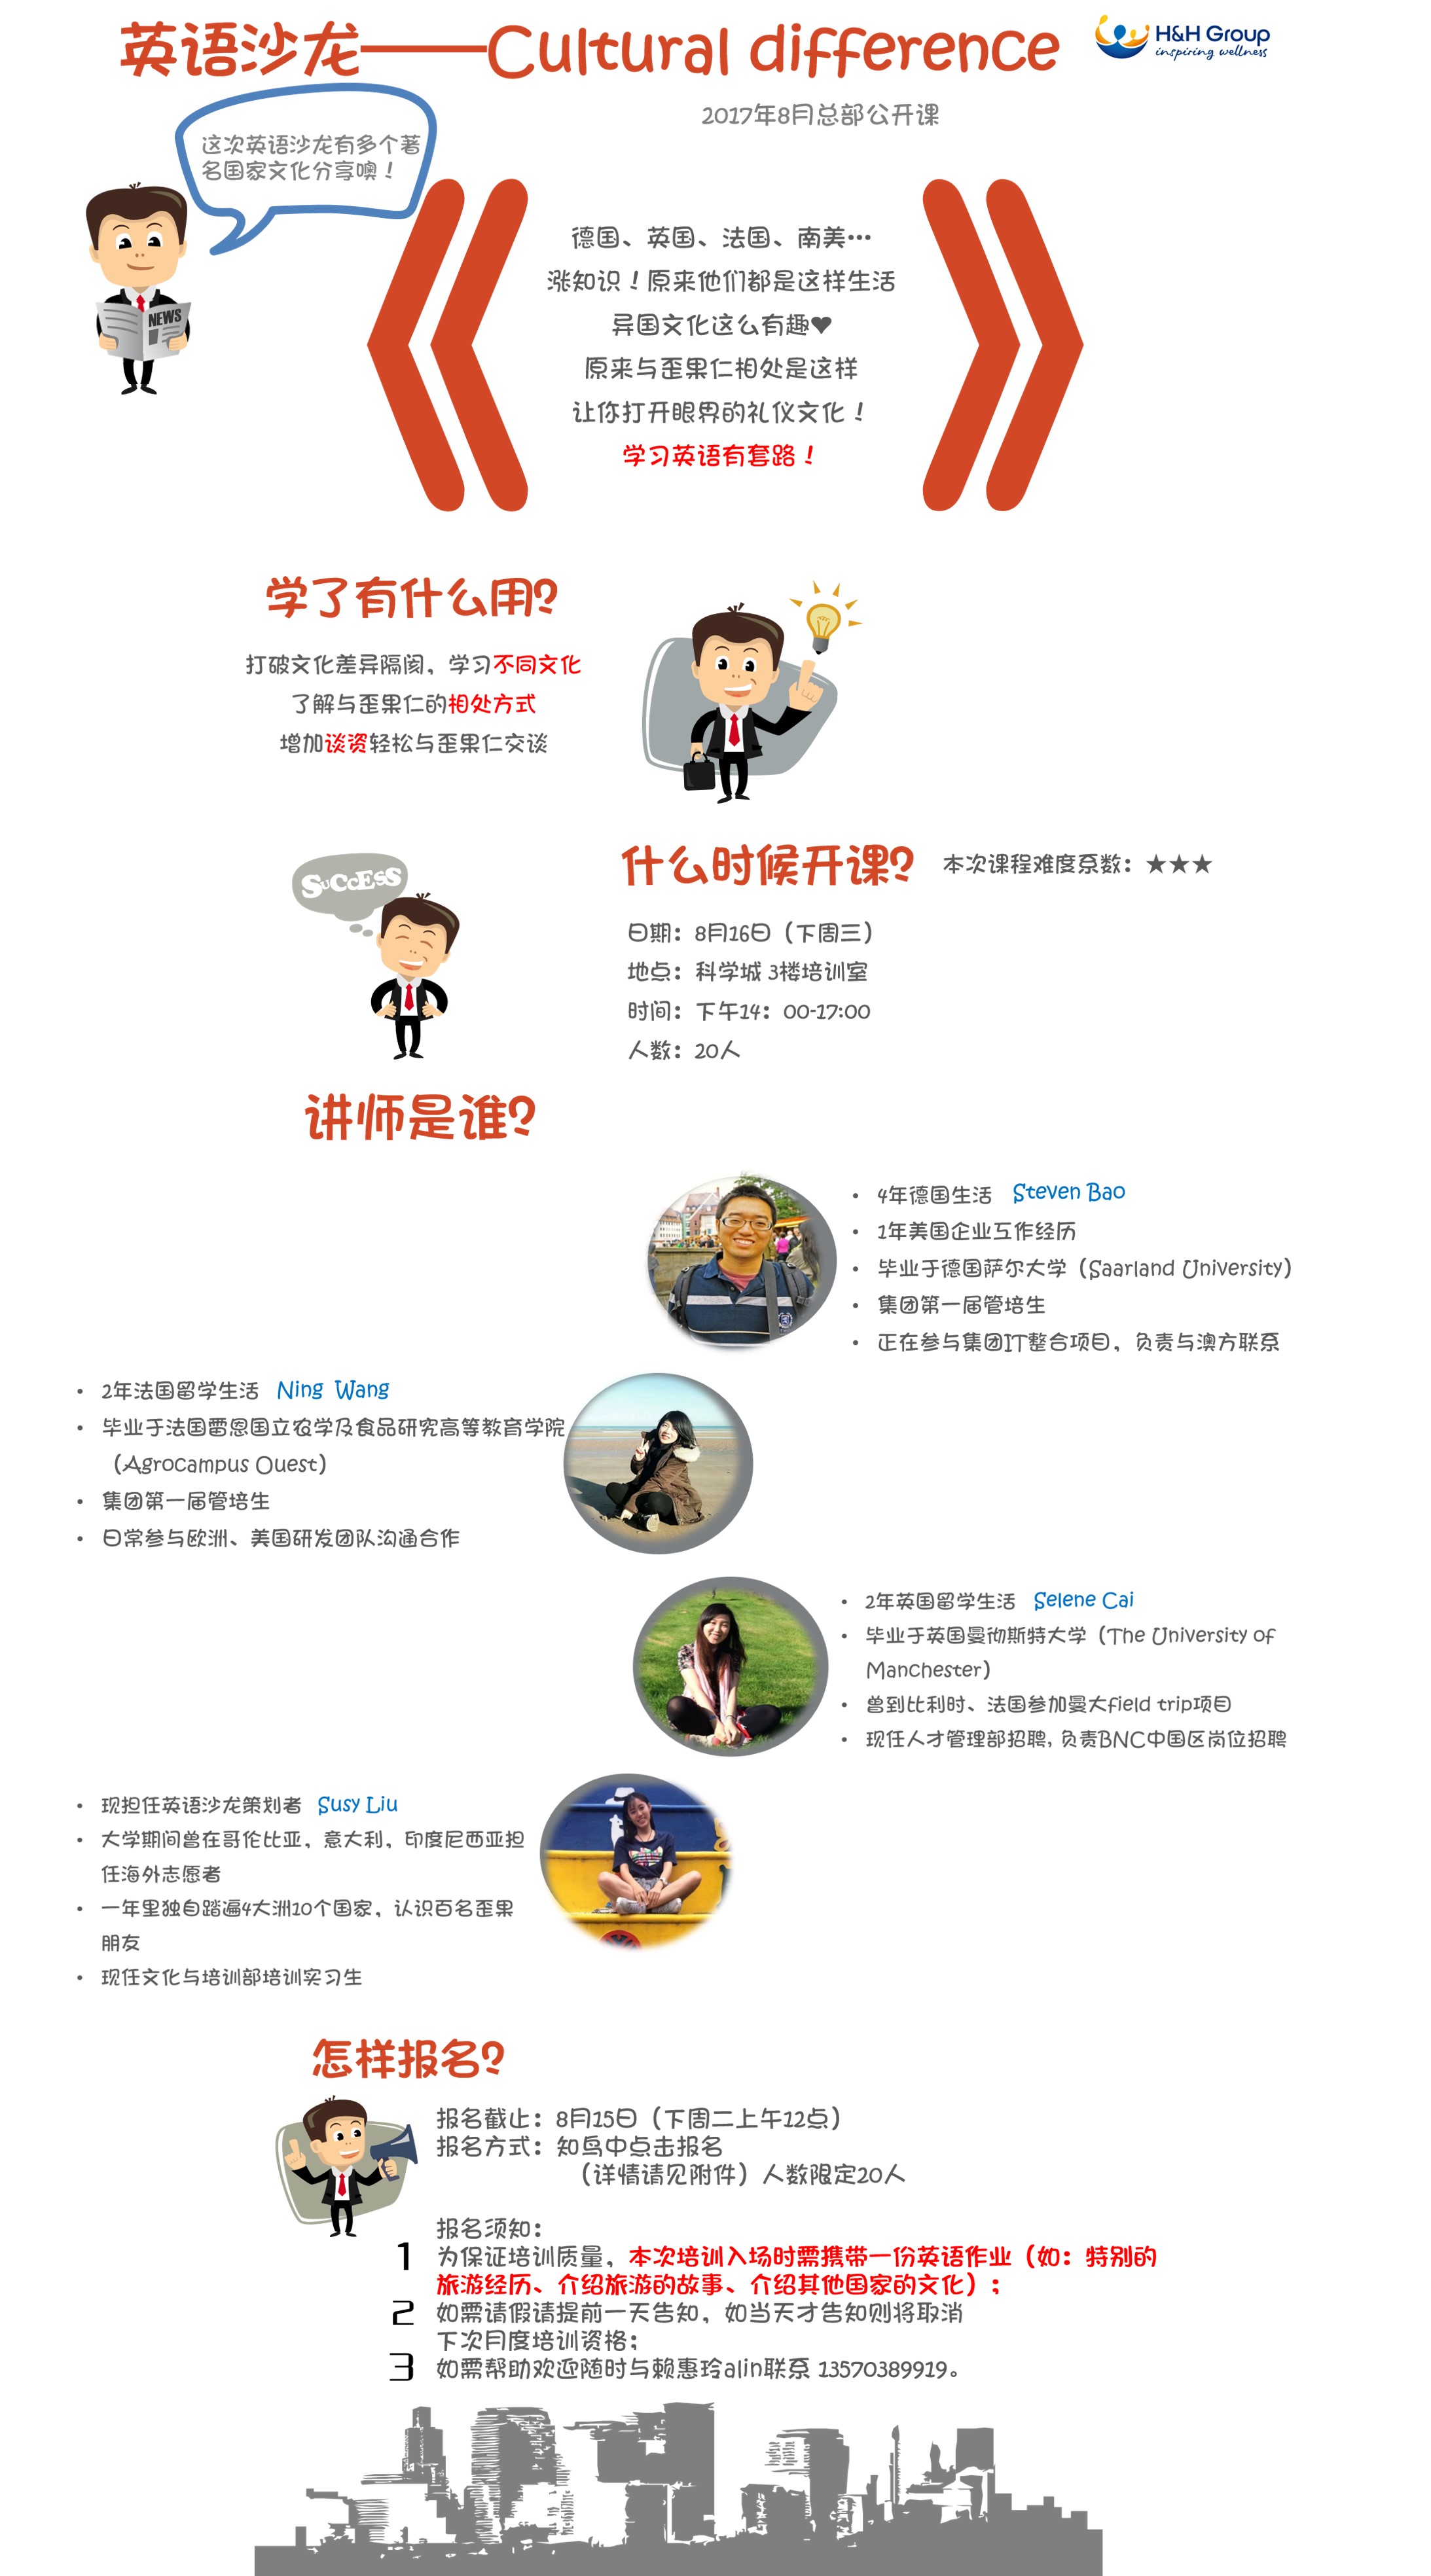 英语沙龙——Cultural difference
H&H Group
inspiring wellness
2017年8月总部公开课
这次英语沙龙有多个著
名国家文化分享噢！
NEWS
德国、英国、法国、南美…
涨知识！原来他们都是这样生活
异国文化这么有趣♥
原来与歪果仁相处是这样
让你打开眼界的礼仪文化！
学习英语有套路！
学了有什么用?
打破文化差异隔阂，学习不同文化
了解与歪果仁的相处方式
增加谈资轻松与歪果仁交谈
SUCCESS
什么时候开课?
本次课程难度系数：★★★
日期：8月16日（下周三）
地点：科学城 3楼培训室
时间：下午14：00-17:00
人数：20人
讲师是谁?
• 4年德国生活 Steven Bao
• 1年美国企业工作经历
• 毕业于德国萨尔大学（Saarland University）
• 集团第一届管培生
• 正在参与集团IT整合项目，负责与澳方联系
• 2年法国留学生活 Ning Wang
• 毕业于法国雷恩国立农学及食品研究高等教育学院
（Agrocampus Ouest）
• 集团第一届管培生
• 日常参与欧洲、美国研发团队沟通合作
• 2年英国留学生活 Selene Cai
• 毕业于英国曼彻斯特大学（The University of
Manchester）
• 曾到比利时、法国参加曼大field trip项目
• 现任人才管理部招聘，负责BNC中国区岗位招聘
• 现担任英语沙龙策划者 Susy Liu
• 大学期间曾在哥伦比亚，意大利，印度尼西亚担
任海外志愿者
• 一年里独自踏遍4大洲10个国家，认识百名歪果
朋友
• 现任文化与培训部培训实习生
怎样报名?
报名截止：8月15日（下周二上午12点）
报名方式：知鸟中点击报名
（详情请见附件）人数限定20人
报名须知：
1 为保证培训质量，本次培训入场时需携带一份英语作业（如：特别的
旅游经历、介绍旅游的故事、介绍其他国家的文化）；
2 如需请假请提前一天告知，如当天才告知则将取消
下次月度培训资格；
3 如需帮助欢迎随时与赖惠玲alin联系 13570389919。